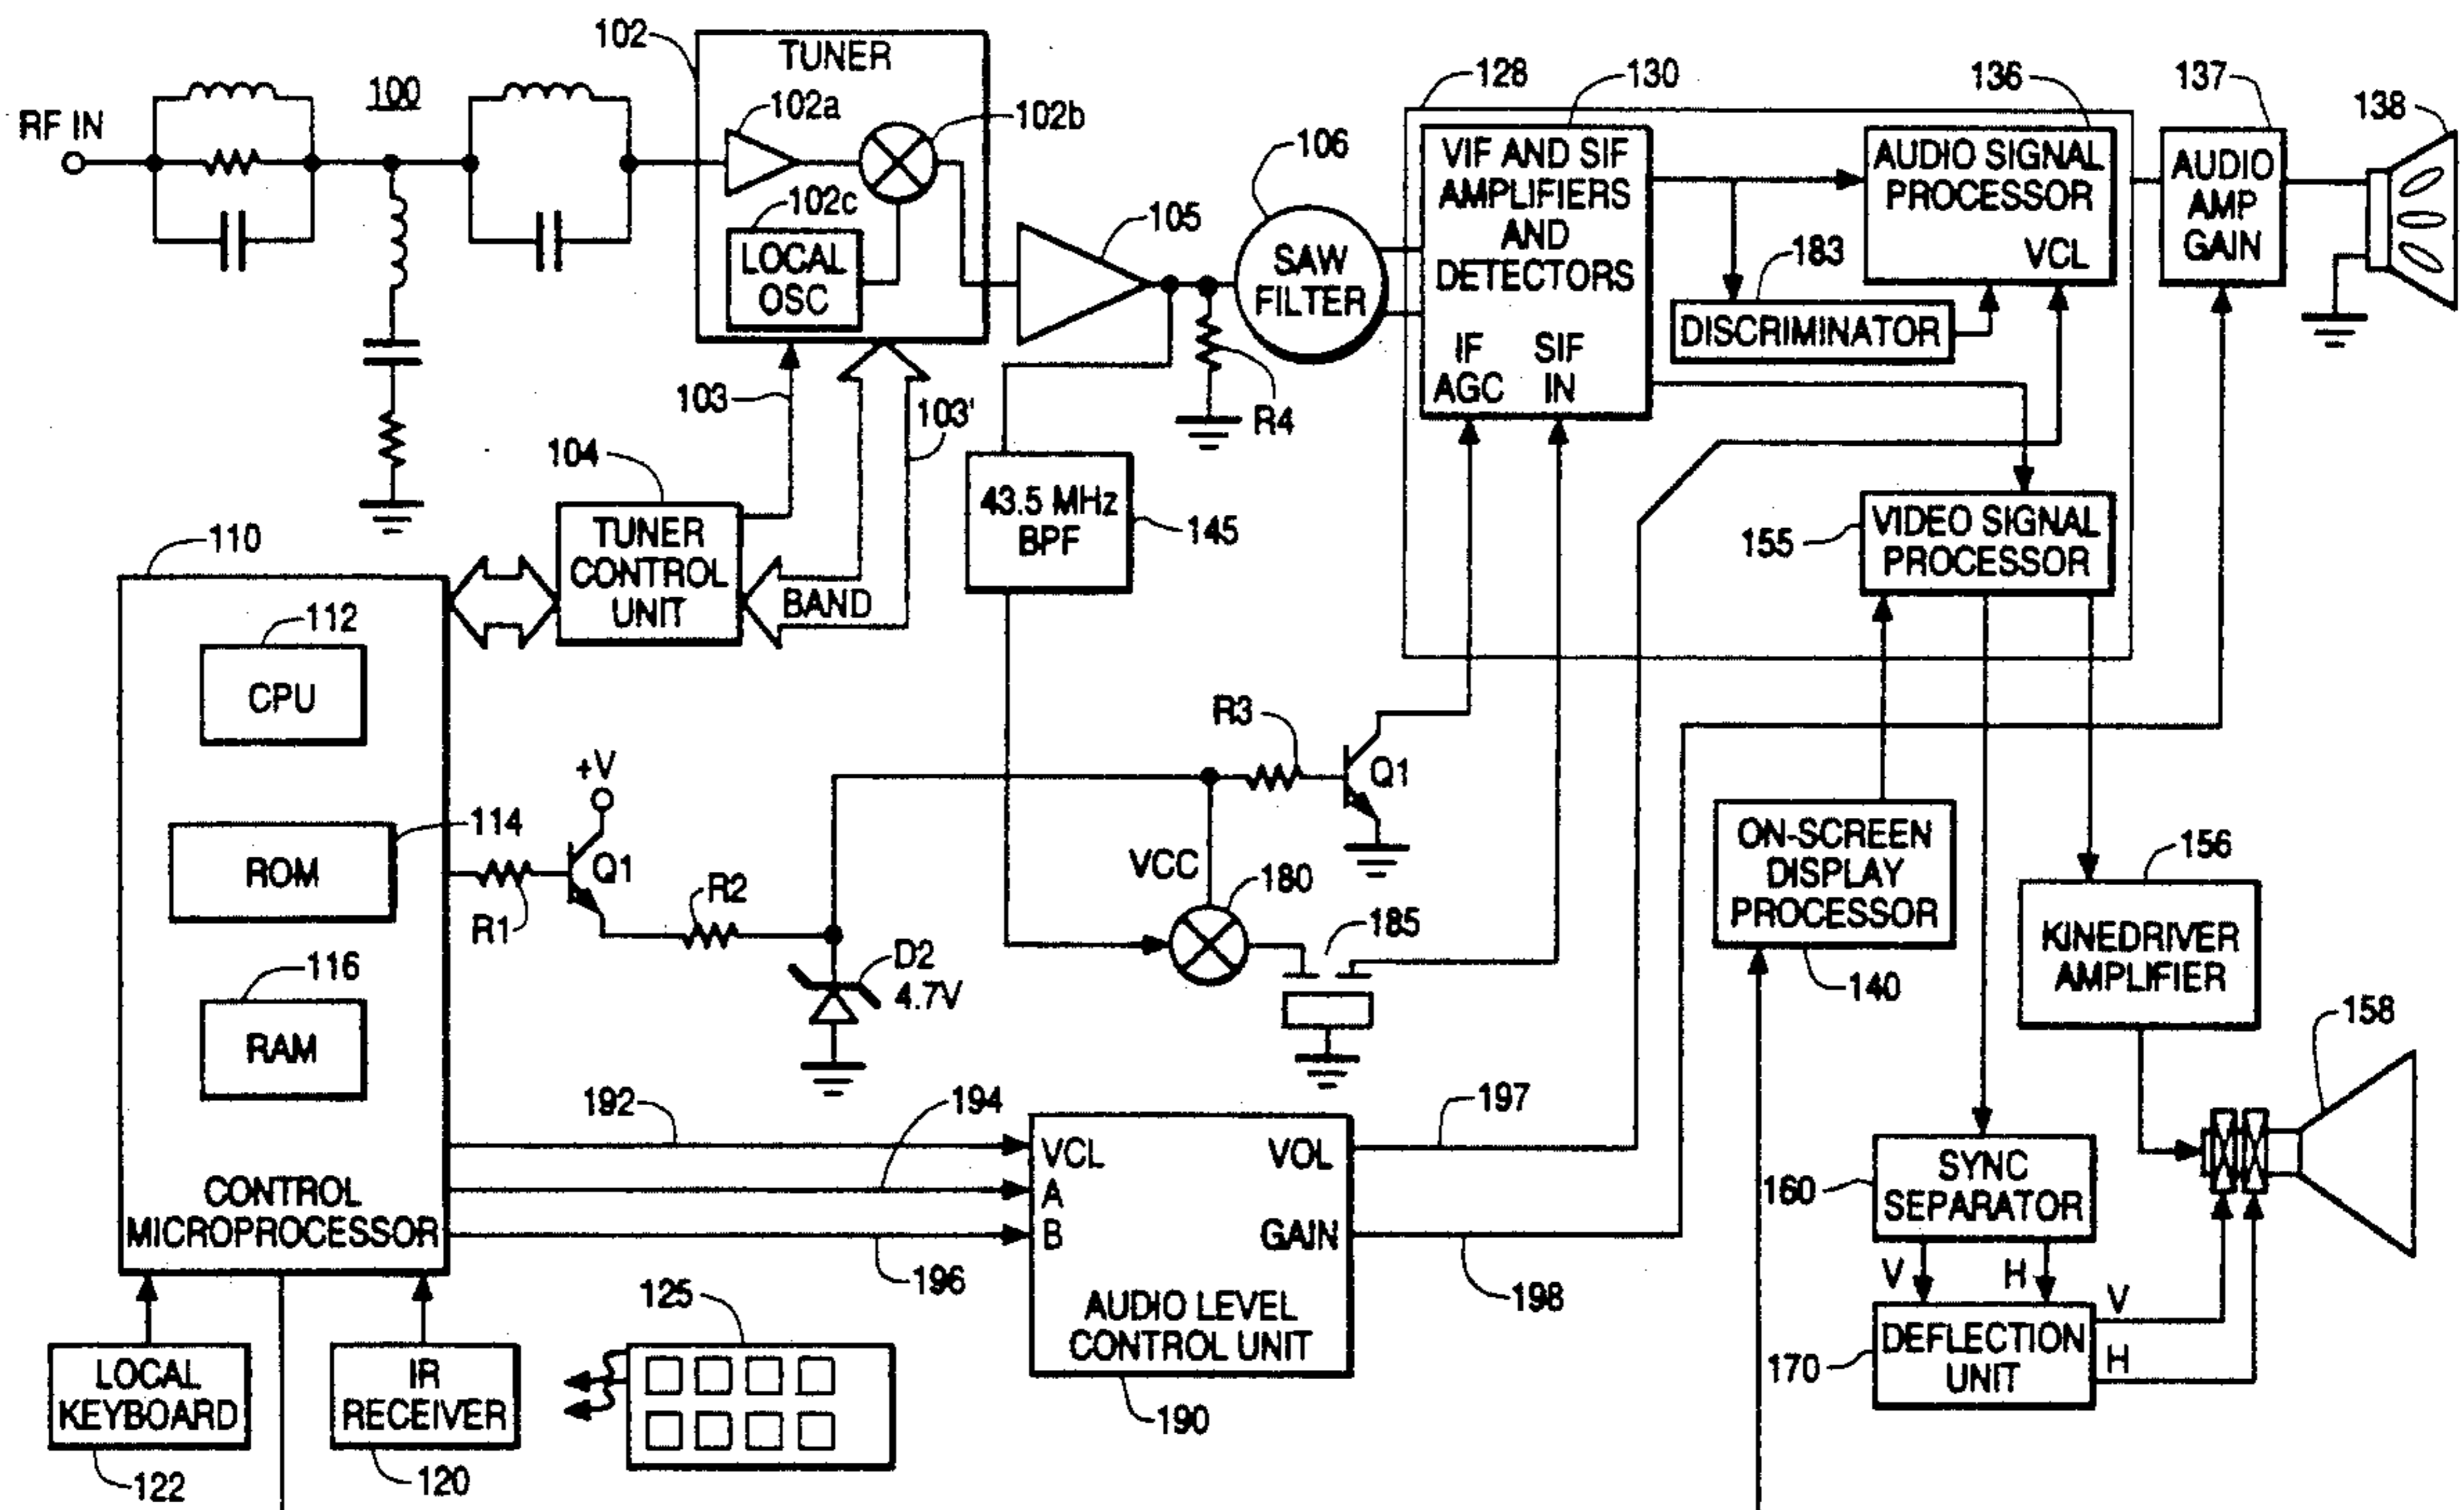 102
TUNER
102a
102b
102c
LOCAL
OSC
100
RF IN
103
103'
104
TUNER
CONTROL
UNIT
BAND
105
106
SAW
FILTER
R4
43.5 MHz
BPF
145
128
130
VIF AND SIF
AMPLIFIERS
AND
DETECTORS
IF
AGC
SIF
IN
136
AUDIO SIGNAL
PROCESSOR
VCL
183
DISCRIMINATOR
137
AUDIO
AMP
GAIN
138
155
VIDEO SIGNAL
PROCESSOR
110
112
CPU
114
ROM
116
RAM
CONTROL
MICROPROCESSOR
+V
Q1
R1
R2
D2
4.7V
R3
Q1
VCC
180
185
ON-SCREEN
DISPLAY
PROCESSOR
140
156
KINEDRIVER
AMPLIFIER
158
192
194
196
VCL
A
B
VOL
GAIN
AUDIO LEVEL
CONTROL UNIT
190
197
198
160
SYNC
SEPARATOR
V
H
V
H
170
DEFLECTION
UNIT
LOCAL
KEYBOARD
122
IR
RECEIVER
120
125